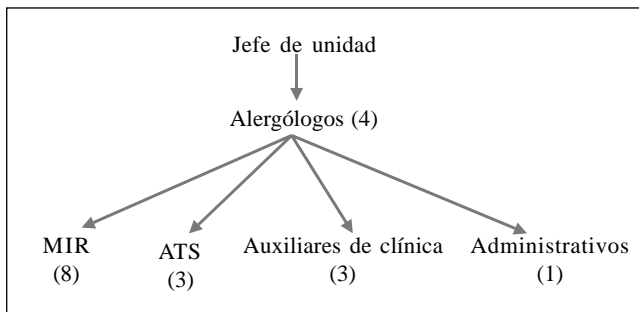 Jefe de unidad
Alergólogos (4)
MIR
(8)
ATS
(3)
Auxiliares de clínica
(3)
Administrativos
(1)